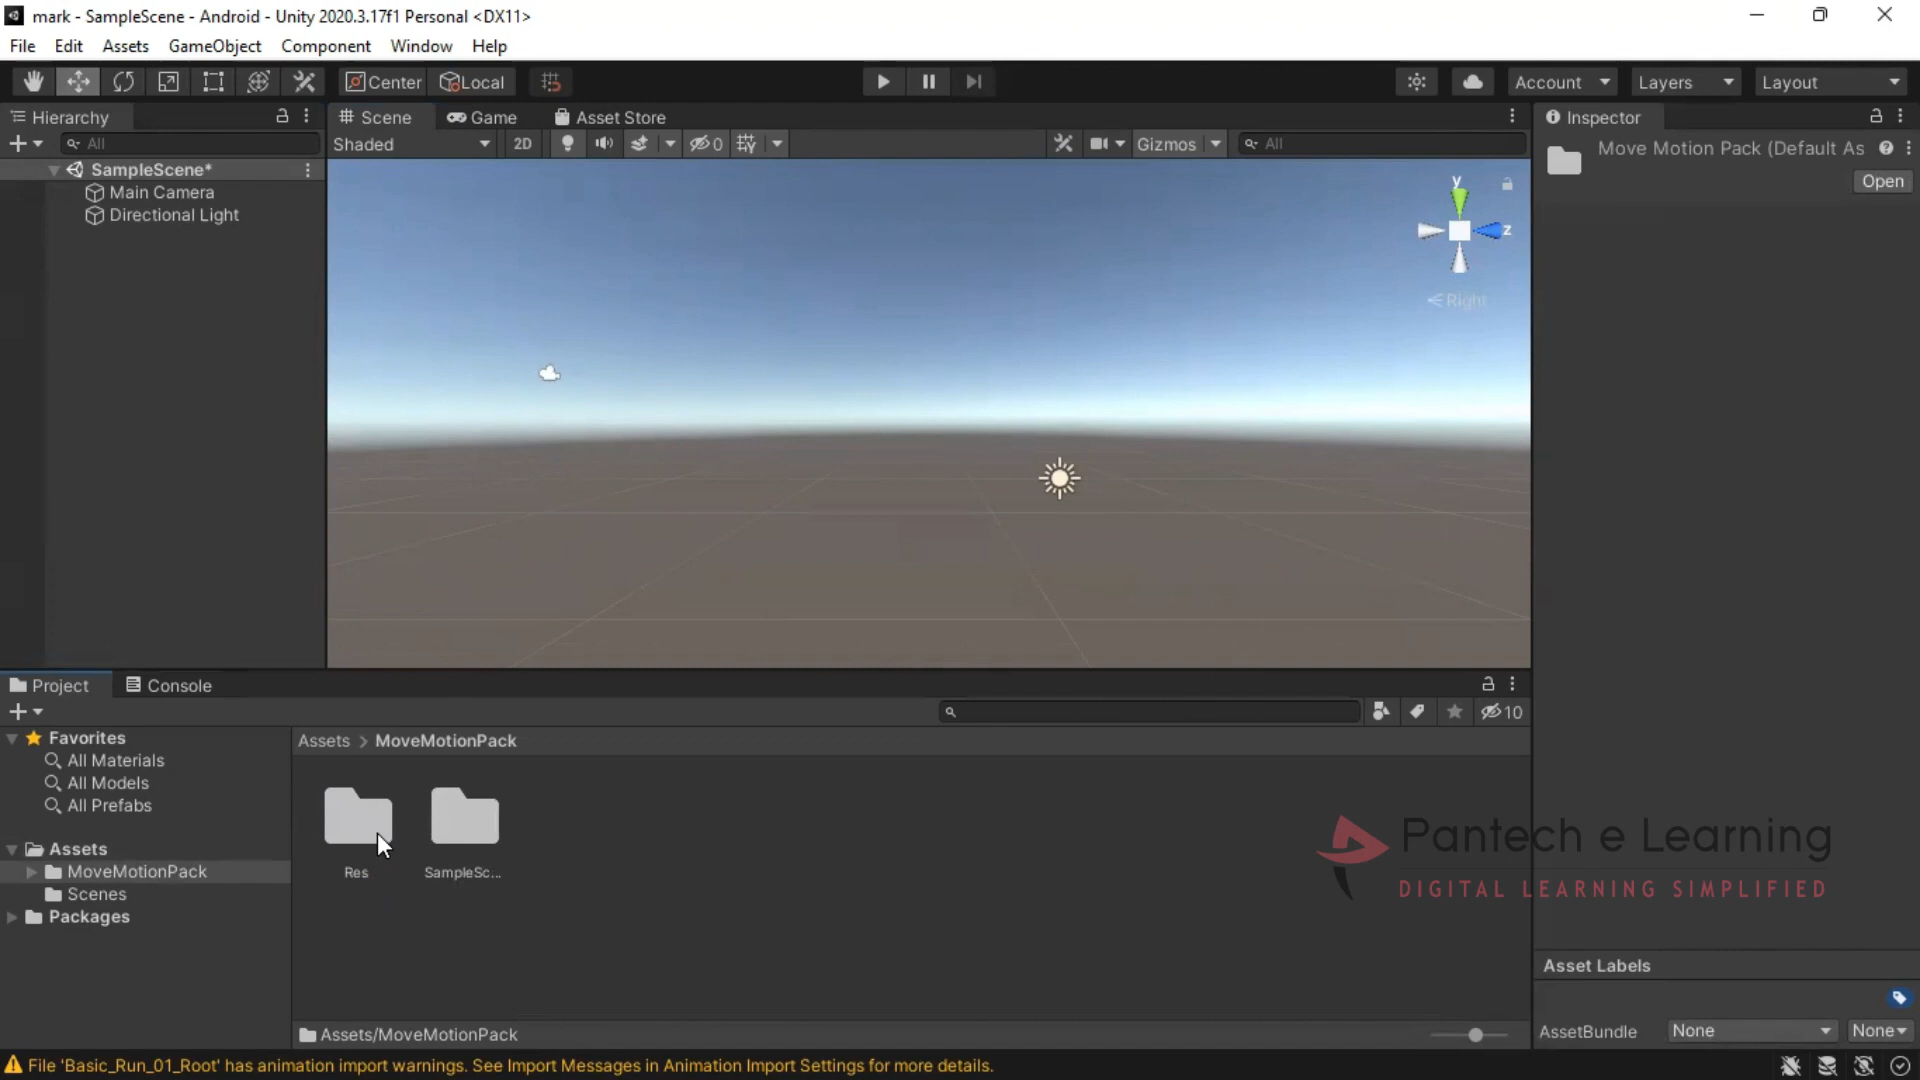 mark - SampleScene - Android - Unity 2020.3.17f1 Personal <DX11>
File Edit Assets GameObject Component Window Help
Center Local Account Layers Layout
Hierarchy Scene Game Asset Store Inspector
All Shaded 2D 0 Gizmos All
Move Motion Pack (Default As
Open
SampleScene*
Main Camera
Directional Light
y
z
Right
Project Console
10
Favorites
All Materials
All Models
All Prefabs
Assets
MoveMotionPack
Scenes
Packages
Assets > MoveMotionPack
Res SampleSc...
Pantech e Learning
DIGITAL LEARNING SIMPLIFIED
Asset Labels
AssetBundle None None
Assets/MoveMotionPack
File 'Basic_Run_01_Root' has animation import warnings. See Import Messages in Animation Import Settings for more details.